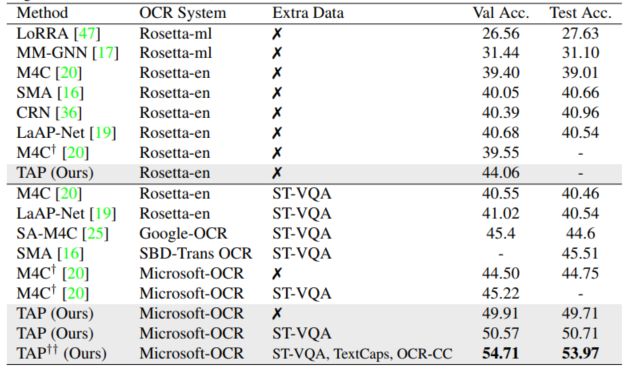 Method OCR System Extra Data Val Acc. Test Acc.
LoRRA [47] Rosetta-ml ✗ 26.56 27.63
MM-GNN [17] Rosetta-ml ✗ 31.44 31.10
M4C [20] Rosetta-en ✗ 39.40 39.01
SMA [16] Rosetta-en ✗ 40.05 40.66
CRN [36] Rosetta-en ✗ 40.39 40.96
LaAP-Net [19] Rosetta-en ✗ 40.68 40.54
M4C† [20] Rosetta-en ✗ 39.55 -
TAP (Ours) Rosetta-en ✗ 44.06 -
M4C [20] Rosetta-en ST-VQA 40.55 40.46
LaAP-Net [19] Rosetta-en ST-VQA 41.02 40.54
SA-M4C [25] Google-OCR ST-VQA 45.4 44.6
SMA [16] SBD-Trans OCR ST-VQA - 45.51
M4C† [20] Microsoft-OCR ✗ 44.50 44.75
M4C† [20] Microsoft-OCR ST-VQA 45.22 -
TAP (Ours) Microsoft-OCR ✗ 49.91 49.71
TAP (Ours) Microsoft-OCR ST-VQA 50.57 50.71
TAP†† (Ours) Microsoft-OCR ST-VQA, TextCaps, OCR-CC 54.71 53.97